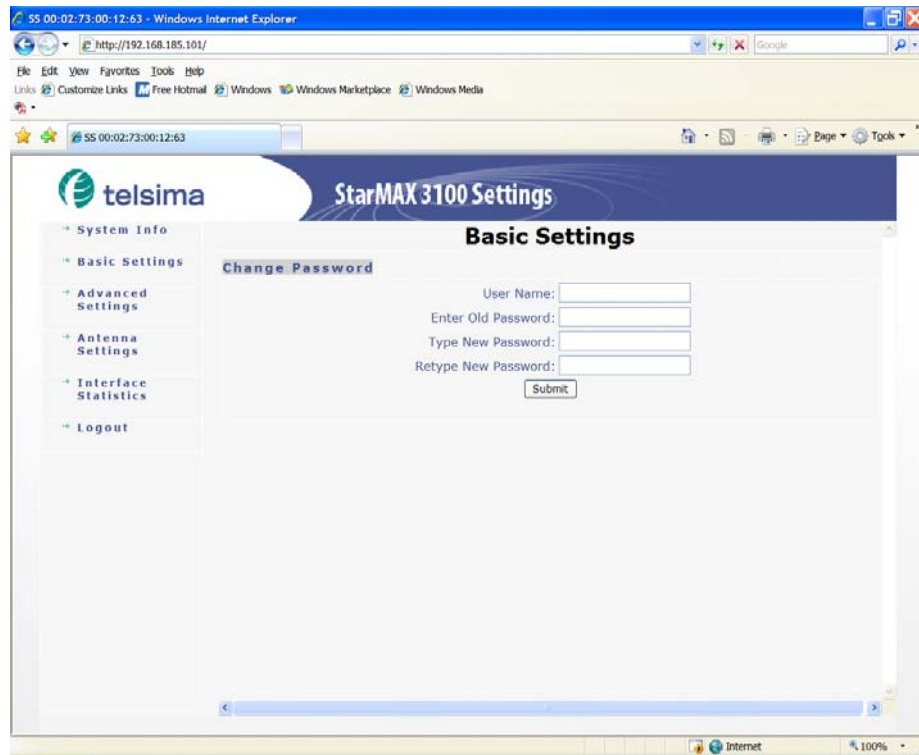 SS 00:02:73:00:12:63 - Windows Internet Explorer
http://192.168.185.101/
Google
File Edit View Favorites Tools Help
Links Customize Links Free Hotmail Windows Windows Marketplace Windows Media
SS 00:02:73:00:12:63
Page Tools
telsima
StarMAX 3100 Settings
System Info
Basic Settings
Advanced
Settings
Antenna
Settings
Interface
Statistics
Logout
Basic Settings
Change Password
User Name:
Enter Old Password:
Type New Password:
Retype New Password:
Submit
Internet
100%